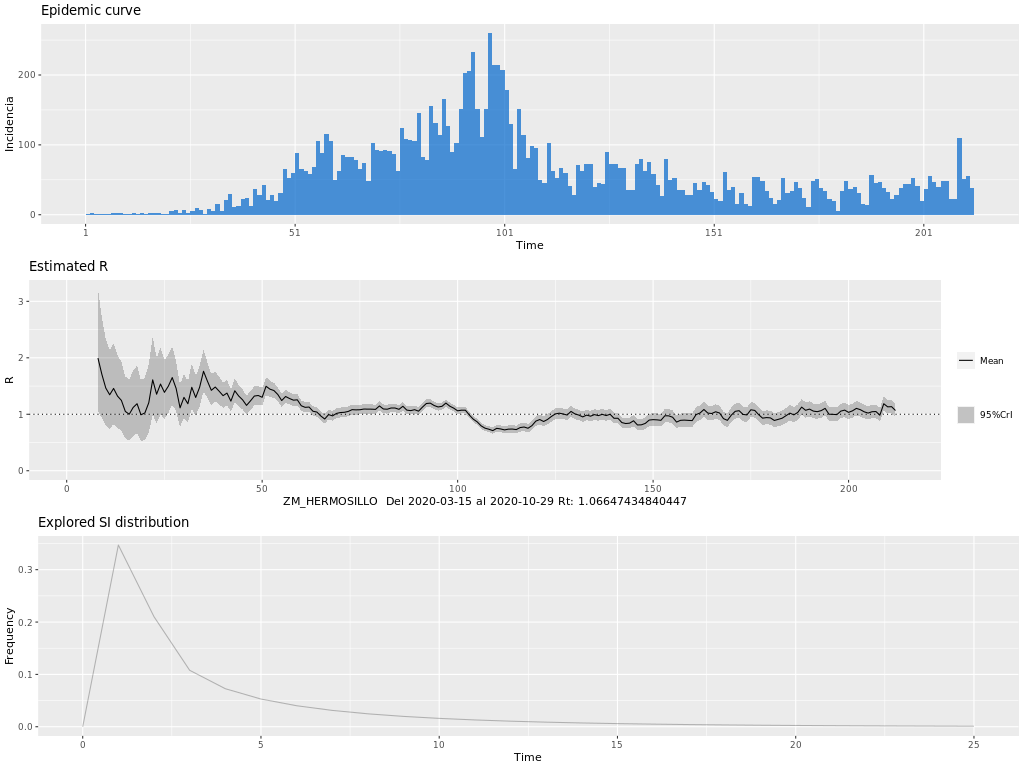 Epidemic curve
Incidencia
200
100
0
1
51
101
151
201
Time
Estimated R
R
3
2
1
0
0
50
100
150
200
Mean
95%CrI
ZM_HERMOSILLO Del 2020-03-15 al 2020-10-29 Rt: 1.06647434840447
Explored SI distribution
Frequency
0.3
0.2
0.1
0.0
0
5
10
15
20
25
Time